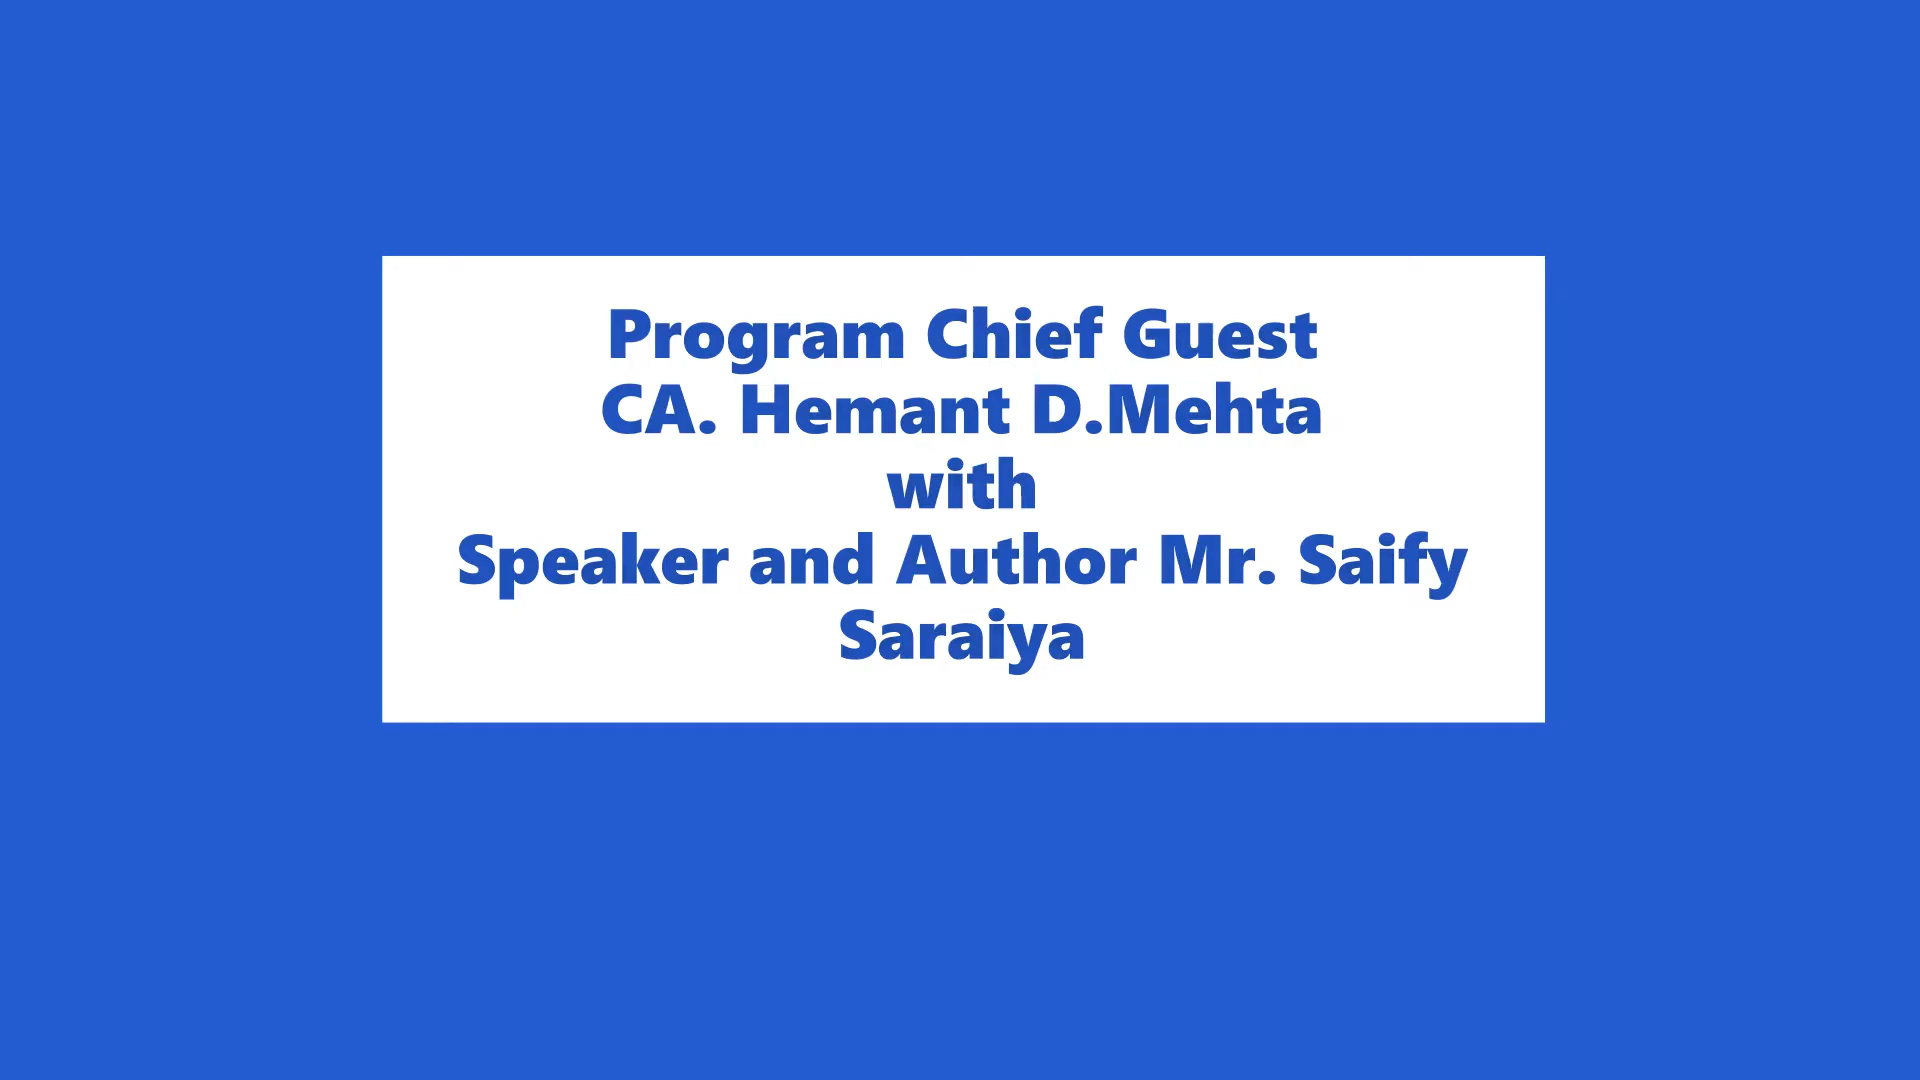 Program Chief Guest
CA. Hemant D.Mehta
with
Speaker and Author Mr. Saify
Saraiya